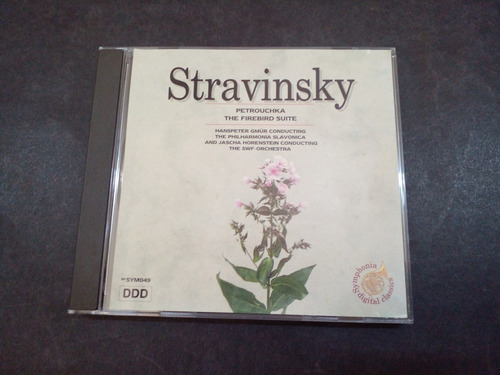 Stravinsky
PETROUCHKA
THE FIREBIRD SUITE
HANSPETER GMÜR CONDUCTING
THE PHILHARMONIA SLAVONICA
AND JASCHA HORENSTEIN CONDUCTING
THE SWF-ORCHESTRA
SYM049
DDD
Symphonia
digital classics